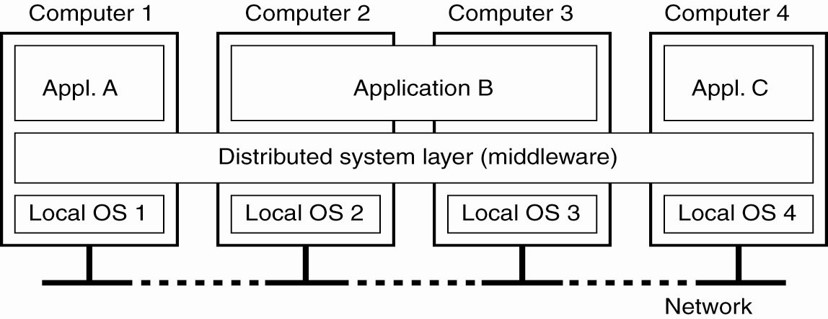 Computer 1
Computer 2
Computer 3
Computer 4
Appl. A
Application B
Appl. C
Distributed system layer (middleware)
Local OS 1
Local OS 2
Local OS 3
Local OS 4
Network